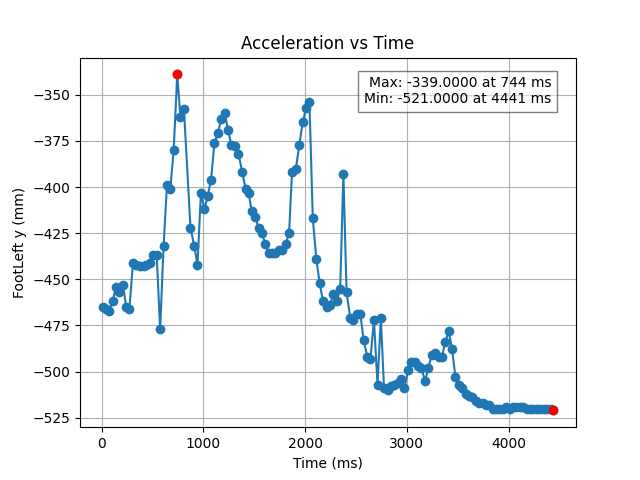 Acceleration vs Time
Max: -339.0000 at 744 ms
Min: -521.0000 at 4441 ms
FootLeft y (mm)
−350
−375
−400
−425
−450
−475
−500
−525
0 1000 2000 3000 4000
Time (ms)